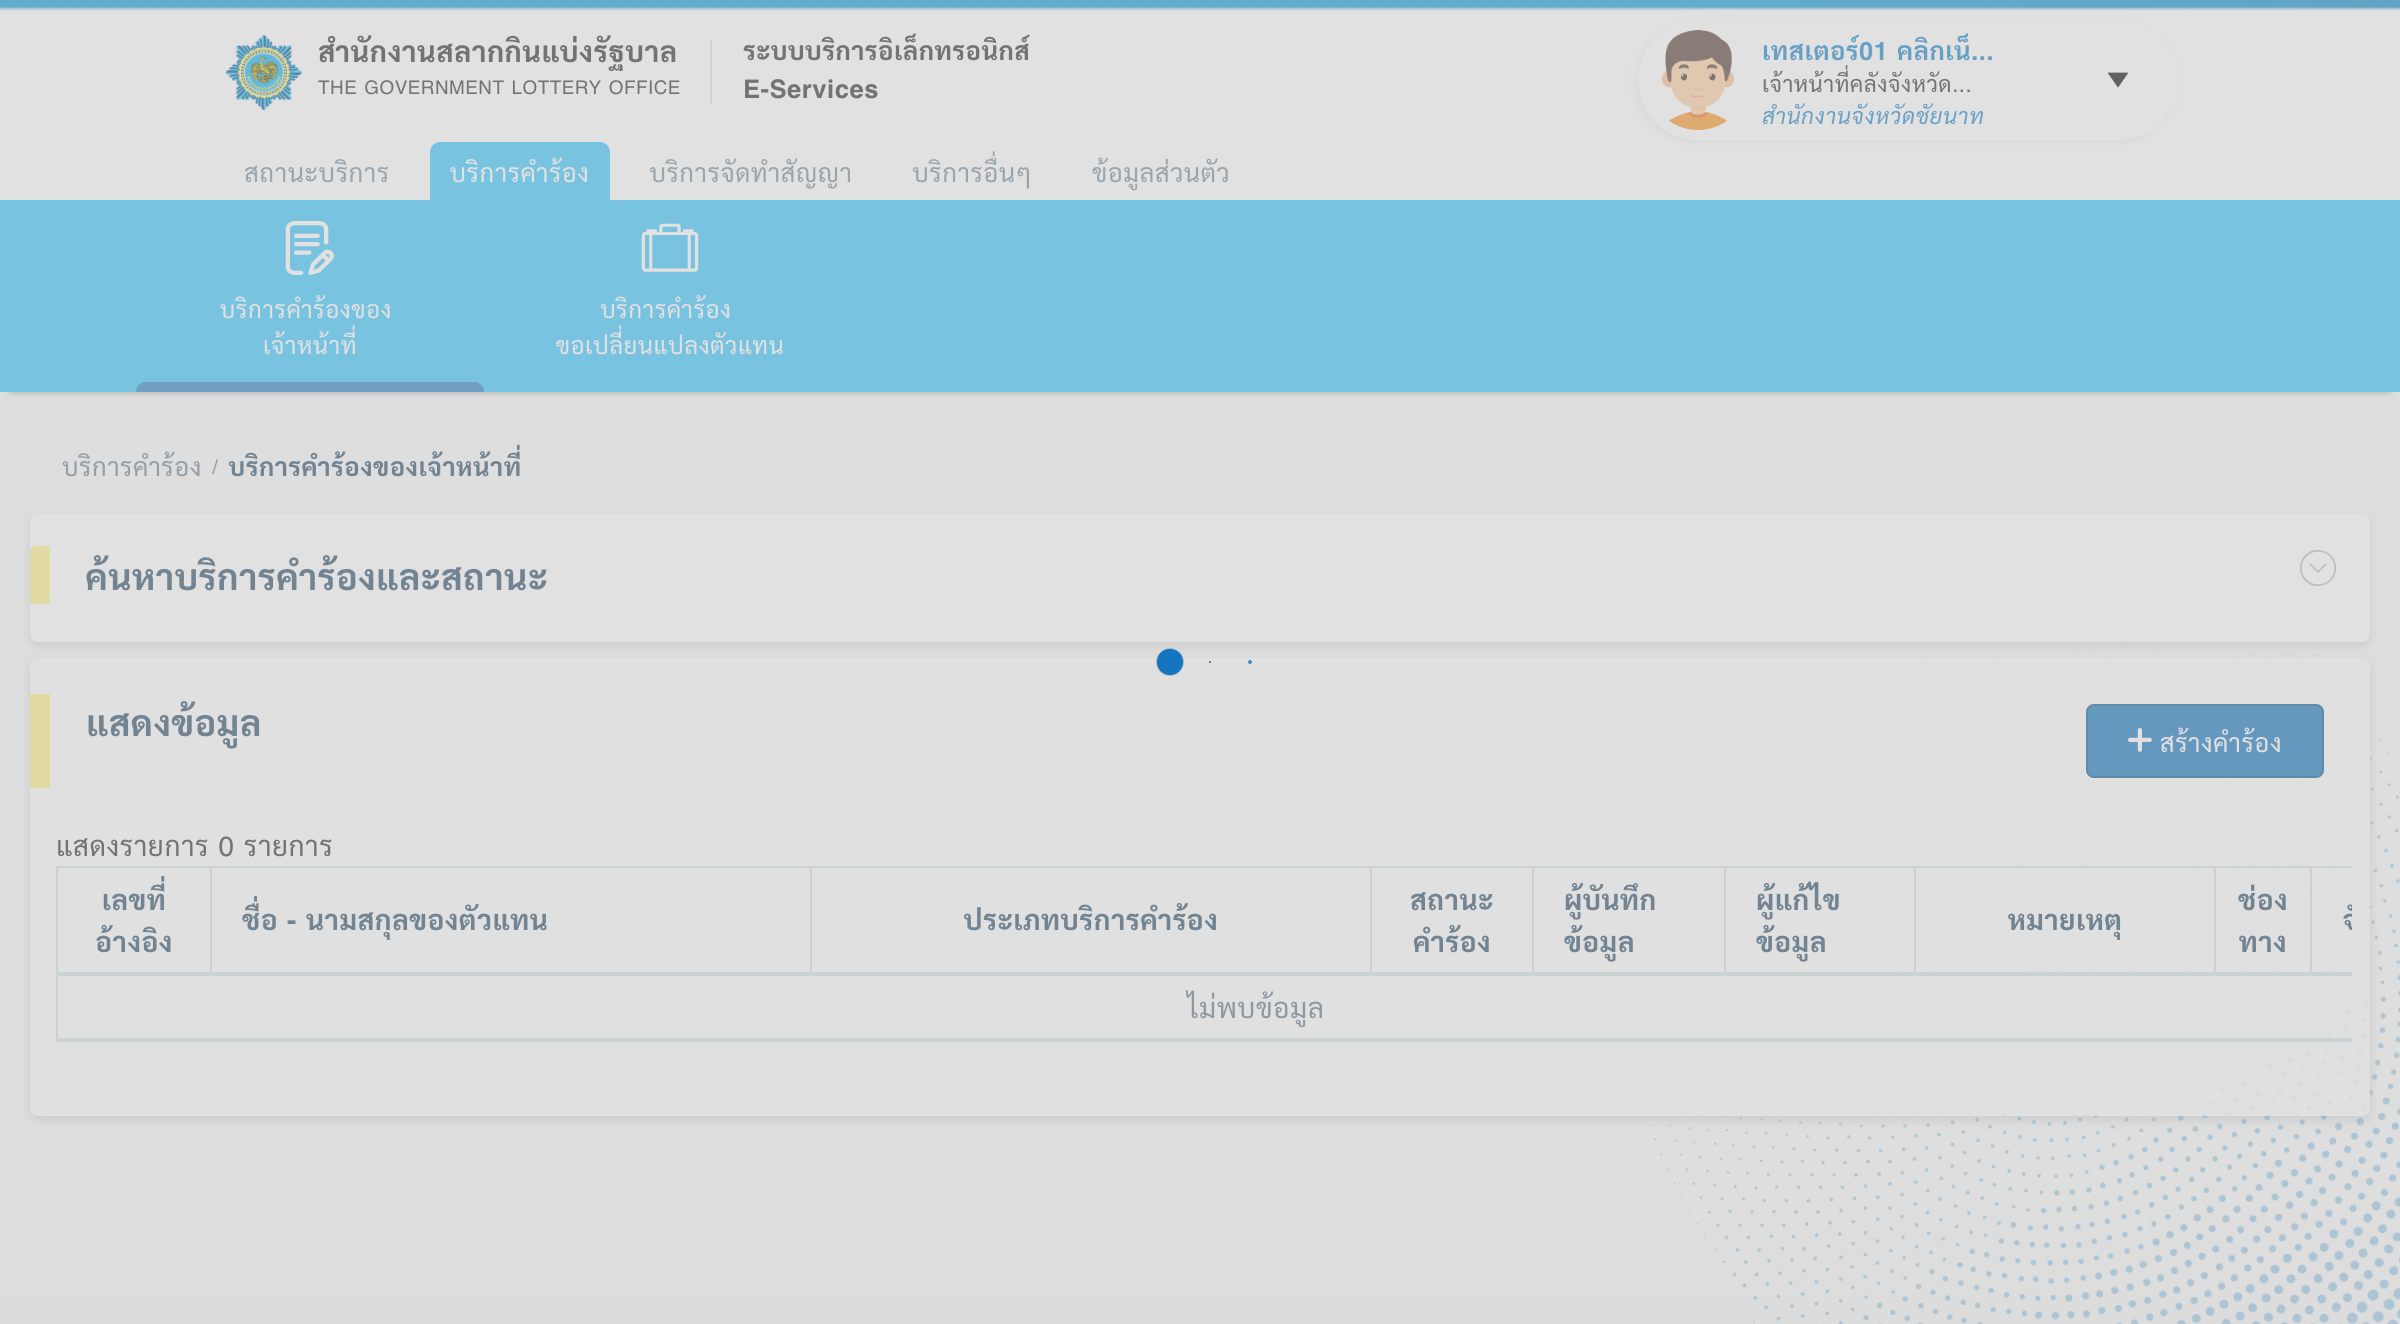 สำนักงานสลากกินแบ่งรัฐบาล
THE GOVERNMENT LOTTERY OFFICE
ระบบบริการอิเล็กทรอนิกส์
E-Services
เทสเตอร์01 คลิกเน็...
เจ้าหน้าที่คลังจังหวัด...
สำนักงานจังหวัดชัยนาท
สถานะบริการ
บริการคำร้อง
บริการจัดทำสัญญา
บริการอื่นๆ
ข้อมูลส่วนตัว
บริการคำร้องของ
เจ้าหน้าที่
บริการคำร้อง
ขอเปลี่ยนแปลงตัวแทน
บริการคำร้อง / บริการคำร้องของเจ้าหน้าที่
ค้นหาบริการคำร้องและสถานะ
แสดงข้อมูล
+ สร้างคำร้อง
แสดงรายการ 0 รายการ
เลขที่
อ้างอิง
ชื่อ - นามสกุลของตัวแทน
ประเภทบริการคำร้อง
สถานะ
คำร้อง
ผู้บันทึก
ข้อมูล
ผู้แก้ไข
ข้อมูล
หมายเหตุ
ช่อง
ทาง
ไม่พบข้อมูล